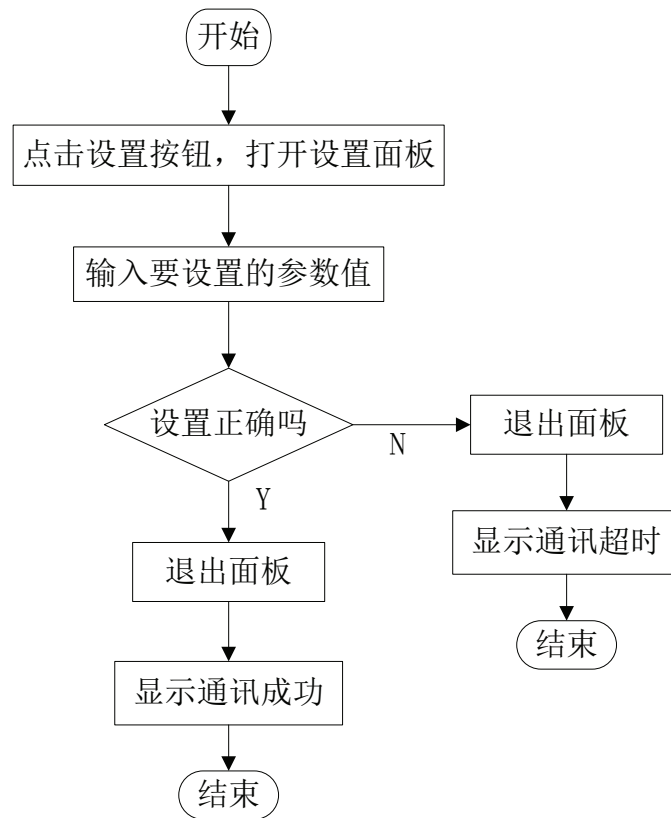 开始
点击设置按钮，打开设置面板
输入要设置的参数值
设置正确吗
N
退出面板
Y
显示通讯超时
退出面板
结束
显示通讯成功
结束